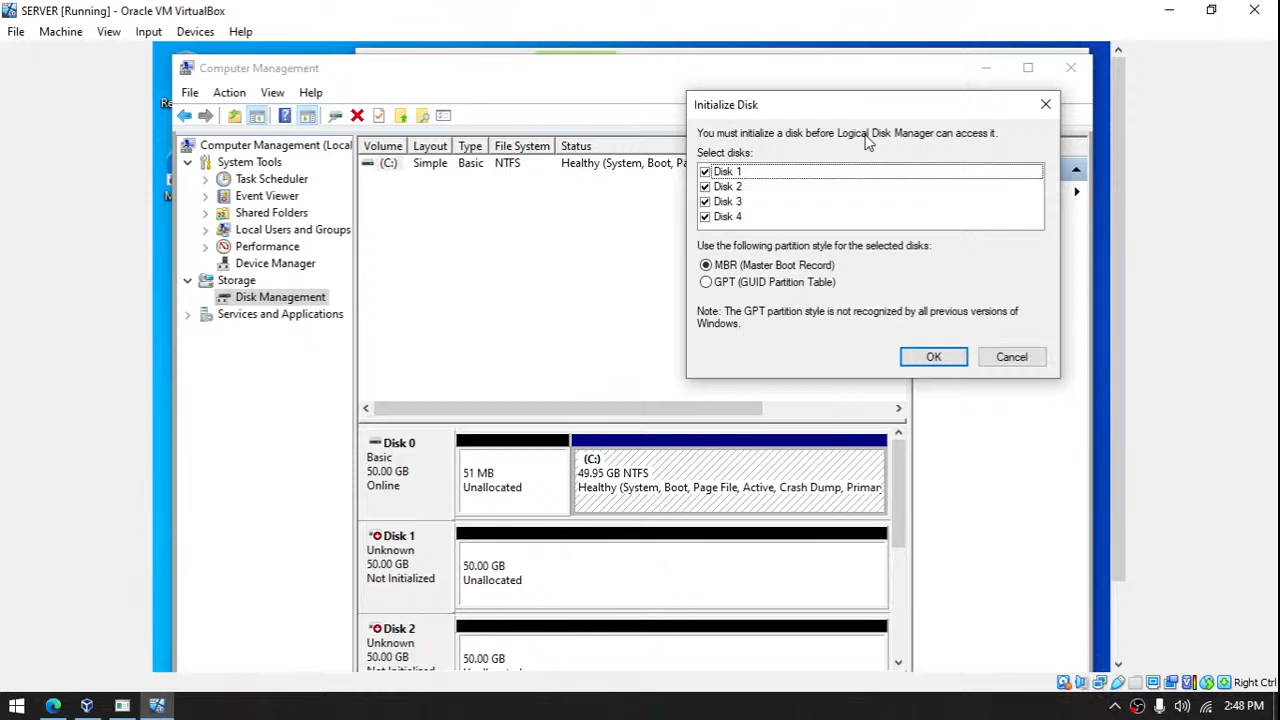 SERVER [Running] - Oracle VM VirtualBox
File Machine View Input Devices Help
Computer Management
File Action View Help
Computer Management (Local
System Tools
Task Scheduler
Event Viewer
Shared Folders
Local Users and Groups
Performance
Device Manager
Storage
Disk Management
Services and Applications
Volume Layout Type File System Status
(C:) Simple Basic NTFS Healthy (System, Boot, Pa
Initialize Disk
You must initialize a disk before Logical Disk Manager can access it.
Select disks:
Disk 1
Disk 2
Disk 3
Disk 4
Use the following partition style for the selected disks:
MBR (Master Boot Record)
GPT (GUID Partition Table)
Note: The GPT partition style is not recognized by all previous versions of
Windows.
OK Cancel
Disk 0
Basic
50.00 GB
Online
51 MB
Unallocated
(C:)
49.95 GB NTFS
Healthy (System, Boot, Page File, Active, Crash Dump, Primar
Disk 1
Unknown
50.00 GB
Not Initialized
50.00 GB
Unallocated
Disk 2
Unknown
50.00 GB
Not Initialized
50.00 GB
Right Ctrl
2:48 PM